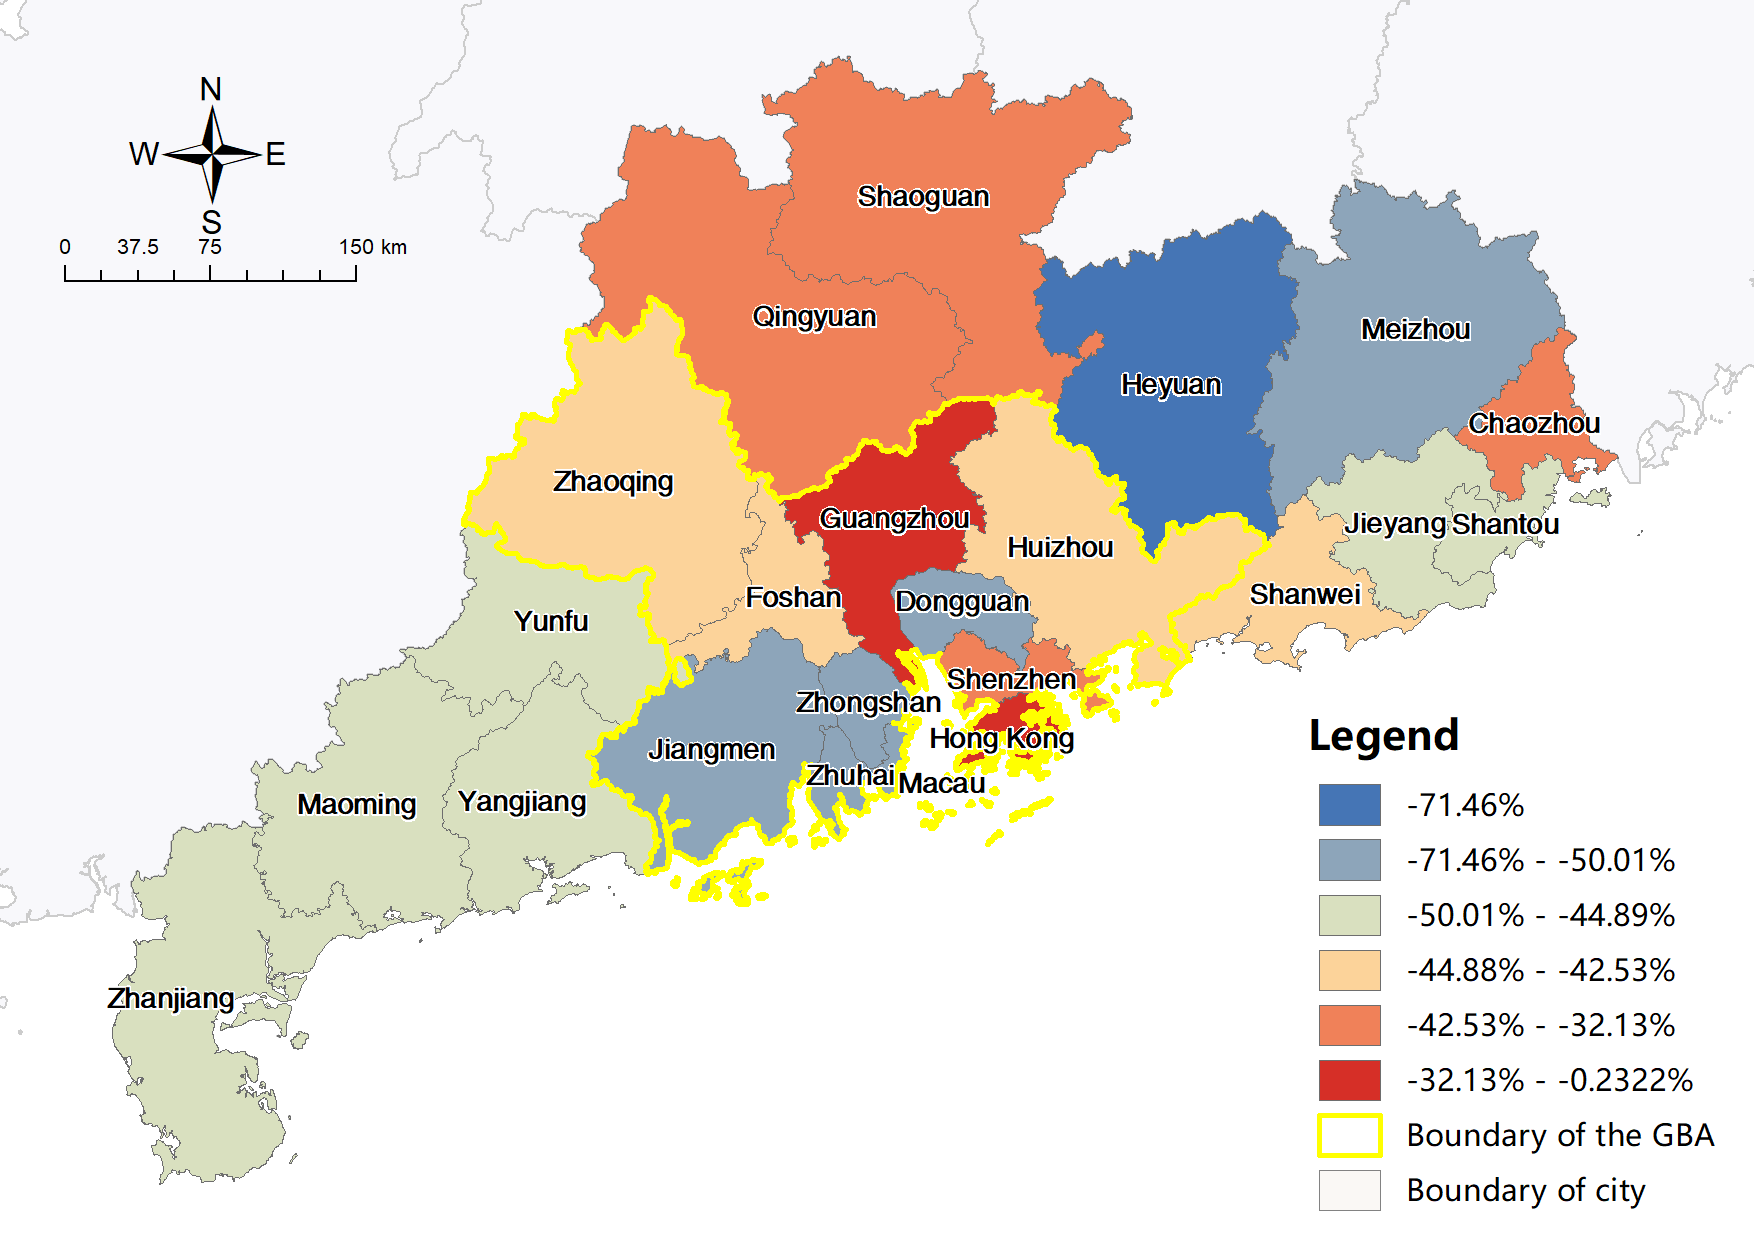 N
W E
S
0 37.5 75 150 km
Shaoguan
Qingyuan
Meizhou
Heyuan
Chaozhou
Zhaoqing
Guangzhou
Jieyang Shantou
Huizhou
Foshan
Dongguan
Shanwei
Yunfu
Shenzhen
Zhongshan
Hong Kong
Jiangmen
Zhuhai
Macau
Maoming
Yangjiang
Zhanjiang
Legend
-71.46%
-71.46% - -50.01%
-50.01% - -44.89%
-44.88% - -42.53%
-42.53% - -32.13%
-32.13% - -0.2322%
Boundary of the GBA
Boundary of city